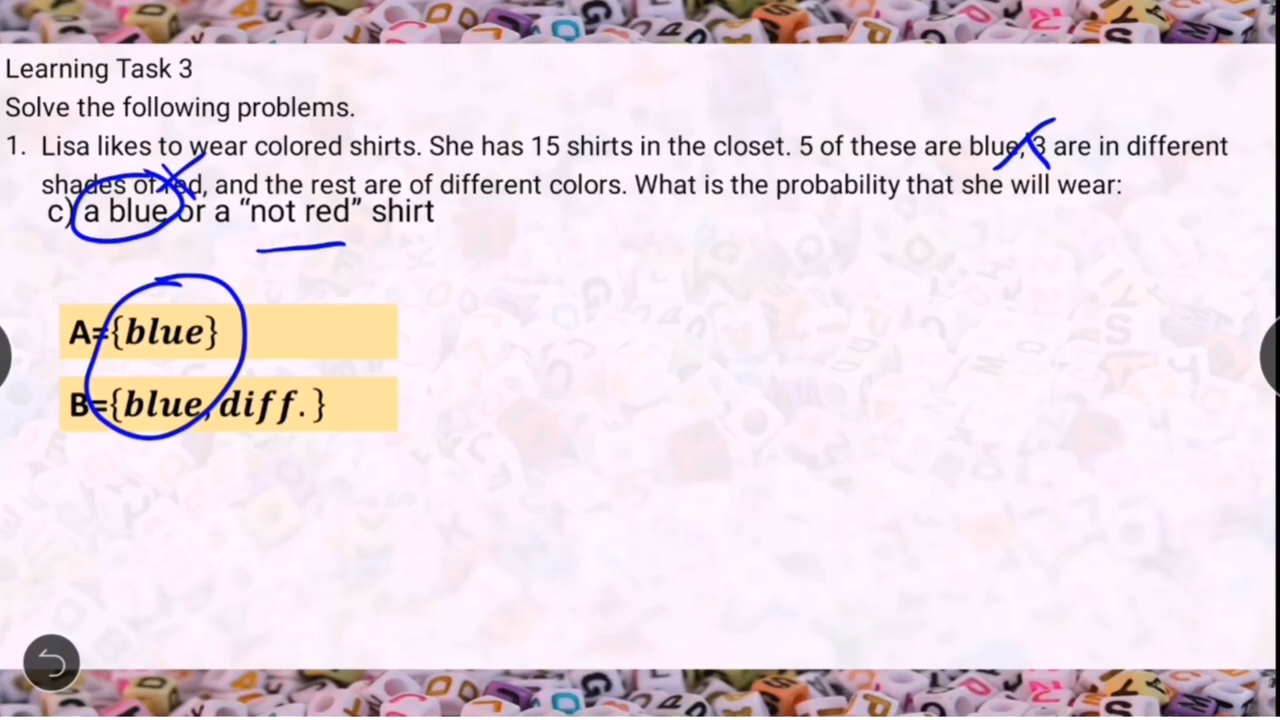 Learning Task 3
Solve the following problems.
1. Lisa likes to wear colored shirts. She has 15 shirts in the closet. 5 of these are blue, 3 are in different
shades of red, and the rest are of different colors. What is the probability that she will wear:
c) a blue or a “not red” shirt
A={blue}
B={blue,diff.}